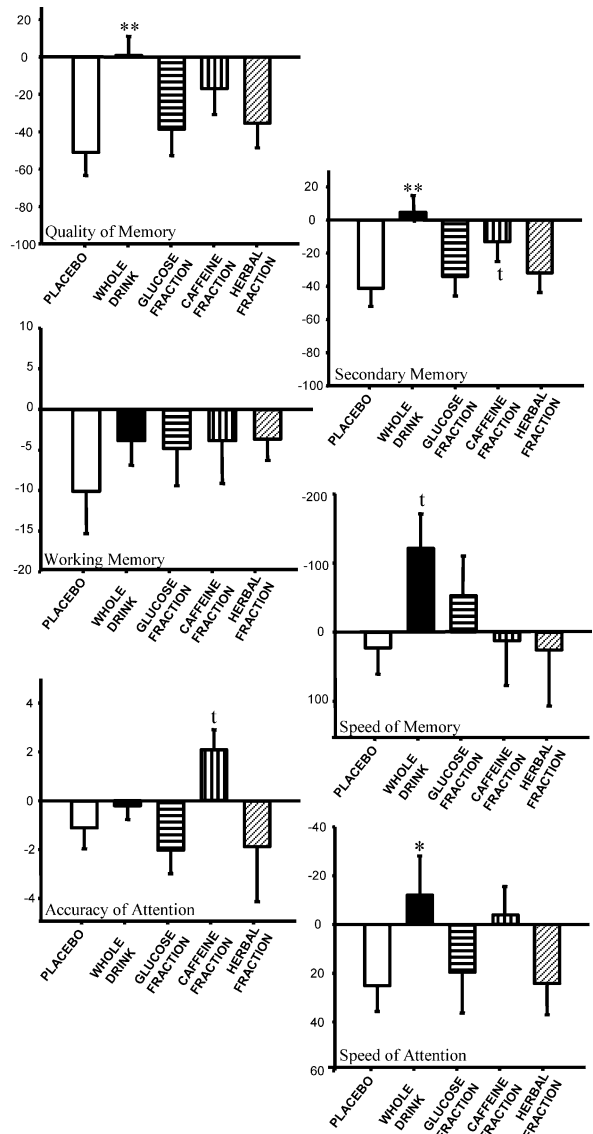 20
0
-20
-40
-60
-80
-100
**
Quality of Memory
PLACEBO
WHOLE
DRINK
GLUCOSE
FRACTION
CAFFEINE
FRACTION
HERBAL
FRACTION
20
0
-20
-40
-60
-80
-100
**
t
Secondary Memory
PLACEBO
WHOLE
DRINK
GLUCOSE
FRACTION
CAFFEINE
FRACTION
HERBAL
FRACTION
10
5
0
-5
-10
-15
-20
Working Memory
PLACEBO
WHOLE
DRINK
GLUCOSE
FRACTION
CAFFEINE
FRACTION
HERBAL
FRACTION
-200
-100
0
100
t
Speed of Memory
PLACEBO
WHOLE
DRINK
GLUCOSE
FRACTION
CAFFEINE
FRACTION
HERBAL
FRACTION
4
2
0
-2
-4
t
Accuracy of Attention
PLACEBO
WHOLE
DRINK
GLUCOSE
FRACTION
CAFFEINE
FRACTION
HERBAL
FRACTION
-40
-20
0
20
40
60
*
Speed of Attention
PLACEBO
WHOLE
DRINK
GLUCOSE
FRACTION
CAFFEINE
FRACTION
HERBAL
FRACTION